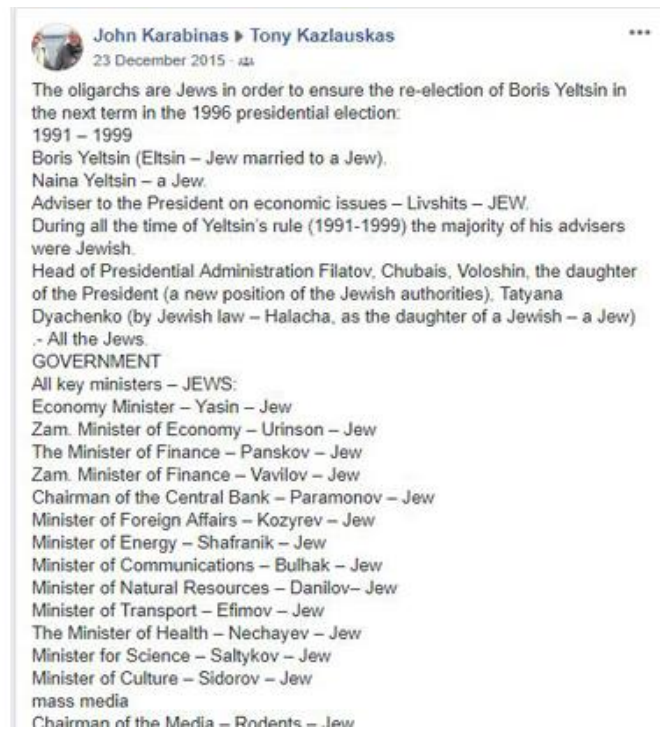 John Karabinas ▸ Tony Kazlauskas
23 December 2015 ·
The oligarchs are Jews in order to ensure the re-election of Boris Yeltsin in
the next term in the 1996 presidential election:
1991 – 1999
Boris Yeltsin (Eltsin – Jew married to a Jew).
Naina Yeltsin – a Jew.
Adviser to the President on economic issues – Livshits – JEW.
During all the time of Yeltsin's rule (1991-1999) the majority of his advisers
were Jewish.
Head of Presidential Administration Filatov, Chubais, Voloshin, the daughter
of the President (a new position of the Jewish authorities), Tatyana
Dyachenko (by Jewish law – Halacha, as the daughter of a Jewish – a Jew)
.- All the Jews.
GOVERNMENT
All key ministers – JEWS:
Economy Minister – Yasin – Jew
Zam. Minister of Economy – Urinson – Jew
The Minister of Finance – Panskov – Jew
Zam. Minister of Finance – Vavilov – Jew
Chairman of the Central Bank – Paramonov – Jew
Minister of Foreign Affairs – Kozyrev – Jew
Minister of Energy – Shafranik – Jew
Minister of Communications – Bulhak – Jew
Minister of Natural Resources – Danilov– Jew
Minister of Transport – Efimov – Jew
The Minister of Health – Nechayev – Jew
Minister for Science – Saltykov – Jew
Minister of Culture – Sidorov – Jew
mass media
Chairman of the Media – Rodents – Jew